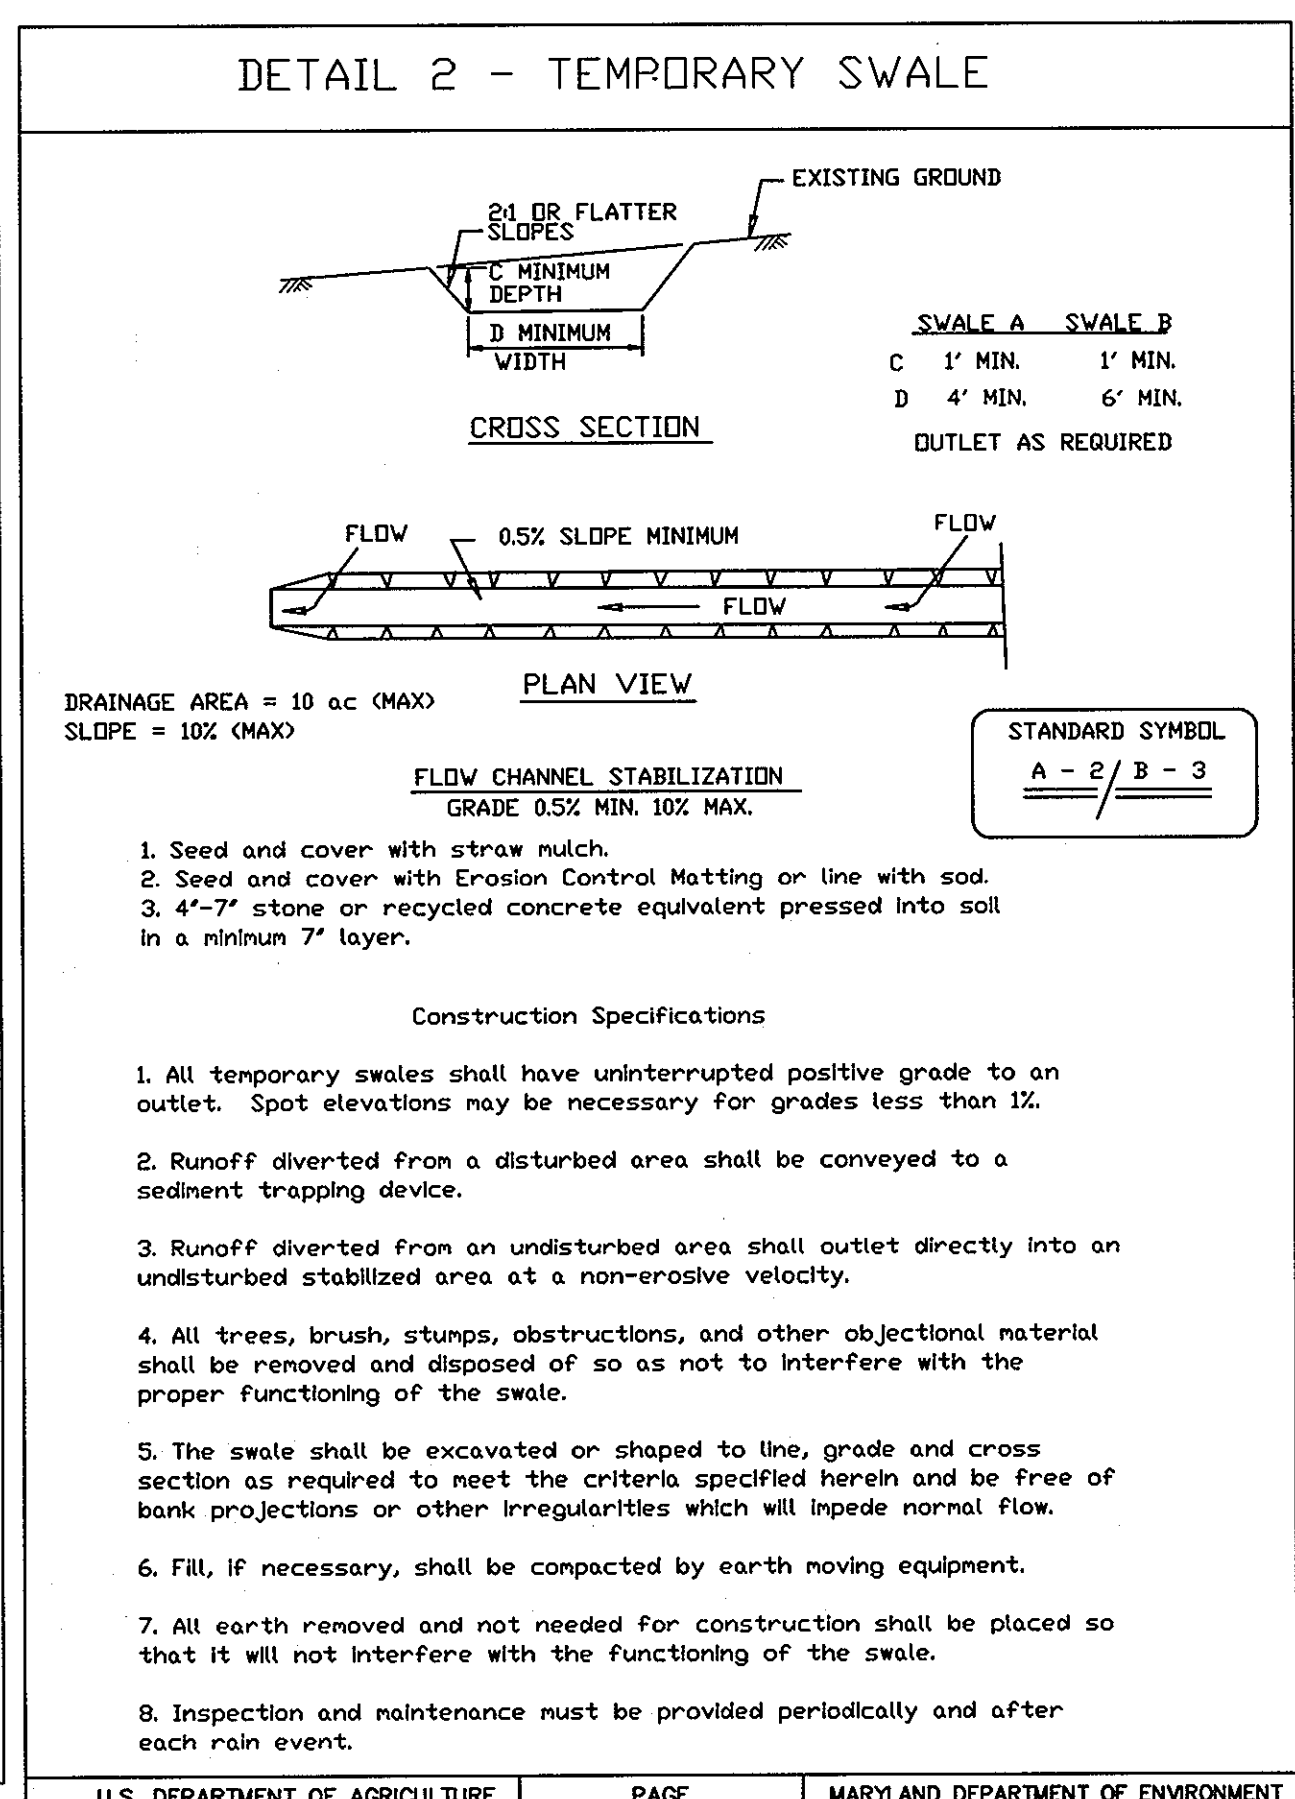 DETAIL 2 - TEMPORARY SWALE
EXISTING GROUND
2:1 OR FLATTER
SLOPES
C MINIMUM
DEPTH
D MINIMUM
WIDTH
CROSS SECTION
SWALE A SWALE B
C 1' MIN. 1' MIN.
D 4' MIN. 6' MIN.
OUTLET AS REQUIRED
FLOW
0.5% SLOPE MINIMUM
FLOW
FLOW
PLAN VIEW
DRAINAGE AREA = 10 ac (MAX)
SLOPE = 10% (MAX)
STANDARD SYMBOL
A - 2 / B - 3
FLOW CHANNEL STABILIZATION
GRADE 0.5% MIN. 10% MAX.
1. Seed and cover with straw mulch.
2. Seed and cover with Erosion Control Matting or line with sod.
3. 4"-7" stone or recycled concrete equivalent pressed into soil
in a minimum 7" layer.
Construction Specifications
1. All temporary swales shall have uninterrupted positive grade to an
outlet. Spot elevations may be necessary for grades less than 1%.
2. Runoff diverted from a disturbed area shall be conveyed to a
sediment trapping device.
3. Runoff diverted from an undisturbed area shall outlet directly into an
undisturbed stabilized area at a non-erosive velocity.
4. All trees, brush, stumps, obstructions, and other objectional material
shall be removed and disposed of so as not to interfere with the
proper functioning of the swale.
5. The swale shall be excavated or shaped to line, grade and cross
section as required to meet the criteria specified herein and be free of
bank projections or other irregularities which will impede normal flow.
6. Fill, if necessary, shall be compacted by earth moving equipment.
7. All earth removed and not needed for construction shall be placed so
that it will not interfere with the functioning of the swale.
8. Inspection and maintenance must be provided periodically and after
each rain event.
U.S. DEPARTMENT OF AGRICULTURE PAGE MARYLAND DEPARTMENT OF ENVIRONMENT